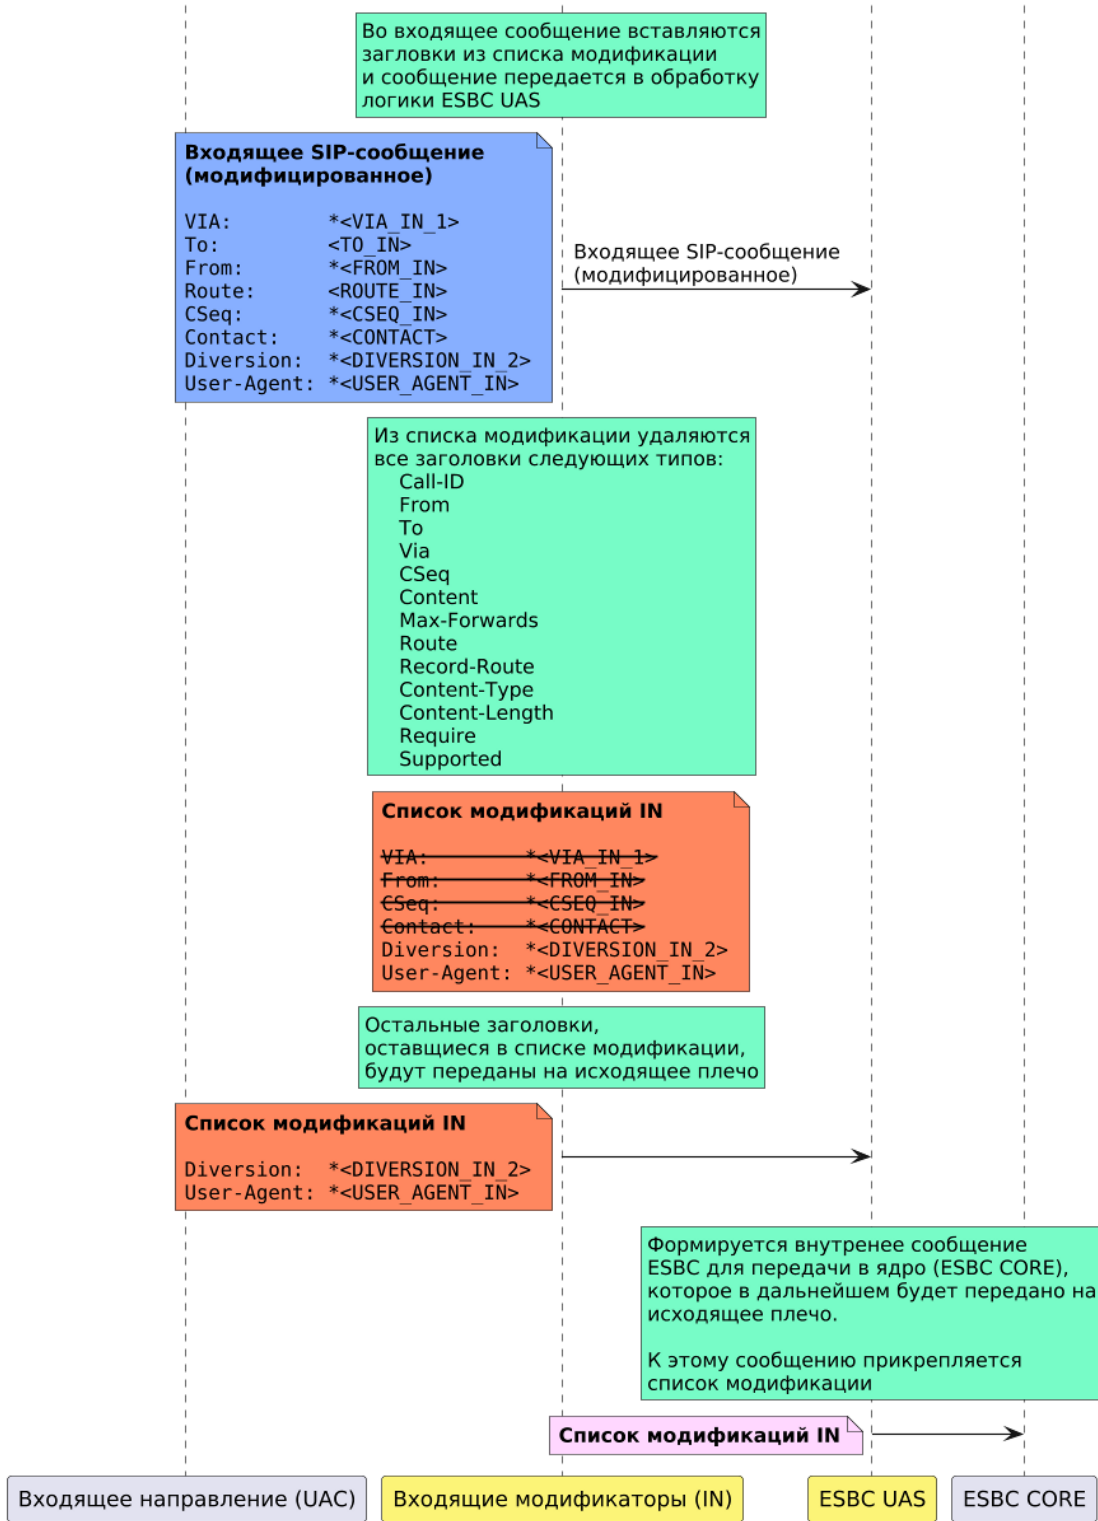 Во входящее сообщение вставляются
загловки из списка модификации
и сообщение передается в обработку
логики ESBC UAS
Входящее SIP-сообщение
(модифицированное)
VIA: *<VIA_IN_1>
To: <TO_IN>
From: *<FROM_IN>
Route: <ROUTE_IN>
CSeq: *<CSEQ_IN>
Contact: *<CONTACT>
Diversion: *<DIVERSION_IN_2>
User-Agent: *<USER_AGENT_IN>
Входящее SIP-сообщение
(модифицированное)
Из списка модификации удаляются
все заголовки следующих типов:
Call-ID
From
To
Via
CSeq
Content
Max-Forwards
Route
Record-Route
Content-Type
Content-Length
Require
Supported
Список модификаций IN
VIA: *<VIA_IN_1>
From: *<FROM_IN>
CSeq: *<CSEQ_IN>
Contact: *<CONTACT>
Diversion: *<DIVERSION_IN_2>
User-Agent: *<USER_AGENT_IN>
Остальные заголовки,
оставщиеся в списке модификации,
будут переданы на исходящее плечо
Список модификаций IN
Diversion: *<DIVERSION_IN_2>
User-Agent: *<USER_AGENT_IN>
Формируется внутренее сообщение
ESBC для передачи в ядро (ESBC CORE),
которое в дальнейшем будет передано на
исходящее плечо.
К этому сообщению прикрепляется
список модификации
Список модификаций IN
Входящее направление (UAC)
Входящие модификаторы (IN)
ESBC UAS
ESBC CORE